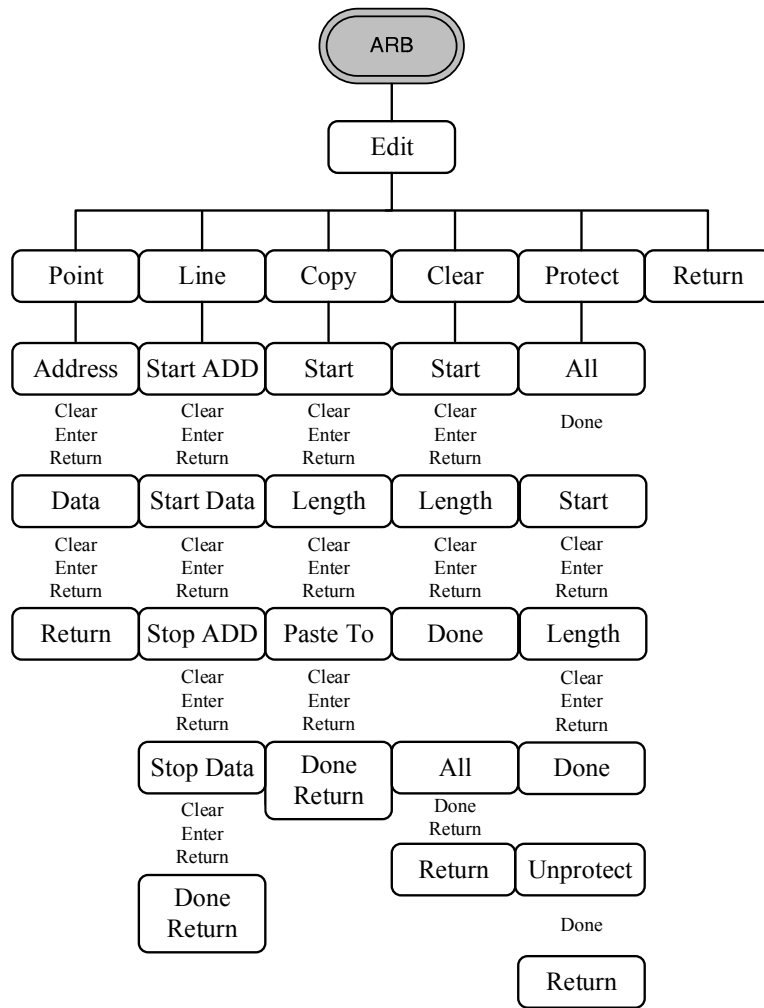 ARB
Edit
Point Line Copy Clear Protect Return
Address Start ADD Start Start All
Clear Clear Clear Clear
Enter Enter Enter Enter Done
Return Return Return Return
Data Start Data Length Length Start
Clear Clear Clear Clear Clear
Enter Enter Enter Enter Enter
Return Return Return Return Return
Return Stop ADD Paste To Done Length
Clear Clear Clear
Enter Enter Enter
Return Return Return
Stop Data Done All Done
Return
Clear Done
Enter Return
Return
Return Unprotect
Done
Return Done
Return